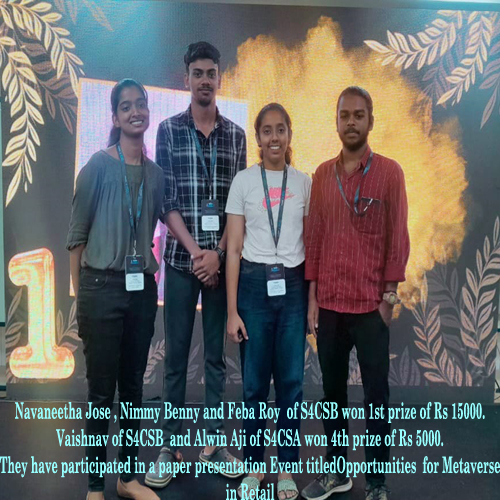 1
Navaneetha Jose , Nimmy Benny and Feba Roy of S4CSB won 1st prize of Rs 15000.
Vaishnav of S4CSB and Alwin Aji of S4CSA won 4th prize of Rs 5000.
They have participated in a paper presentation Event titledOpportunities for Metaverse
in Retail